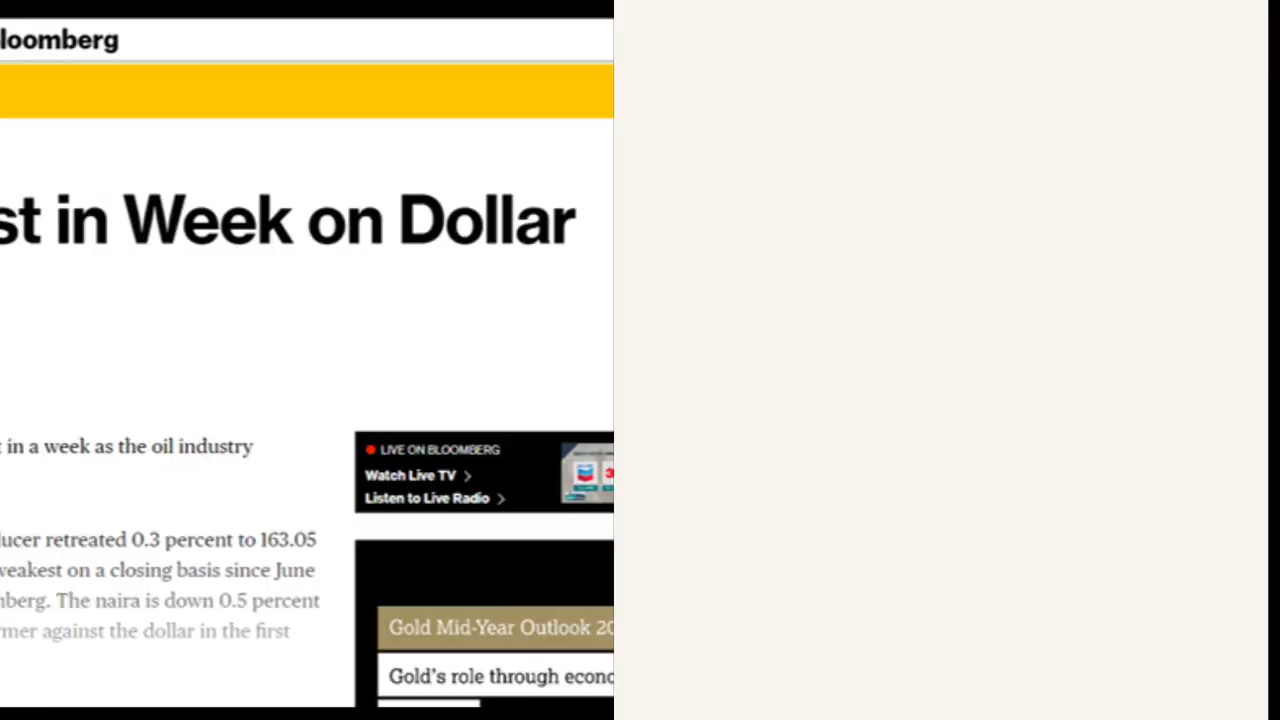 loomberg
st in Week on Dollar
in a week as the oil industry
LIVE ON BLOOMBERG
Watch Live TV >
Listen to Live Radio >
lucer retreated 0.3 percent to 163.05
weakest on a closing basis since June
nberg. The naira is down 0.5 percent
rmer against the dollar in the first
Gold Mid-Year Outlook 20
Gold's role through econo